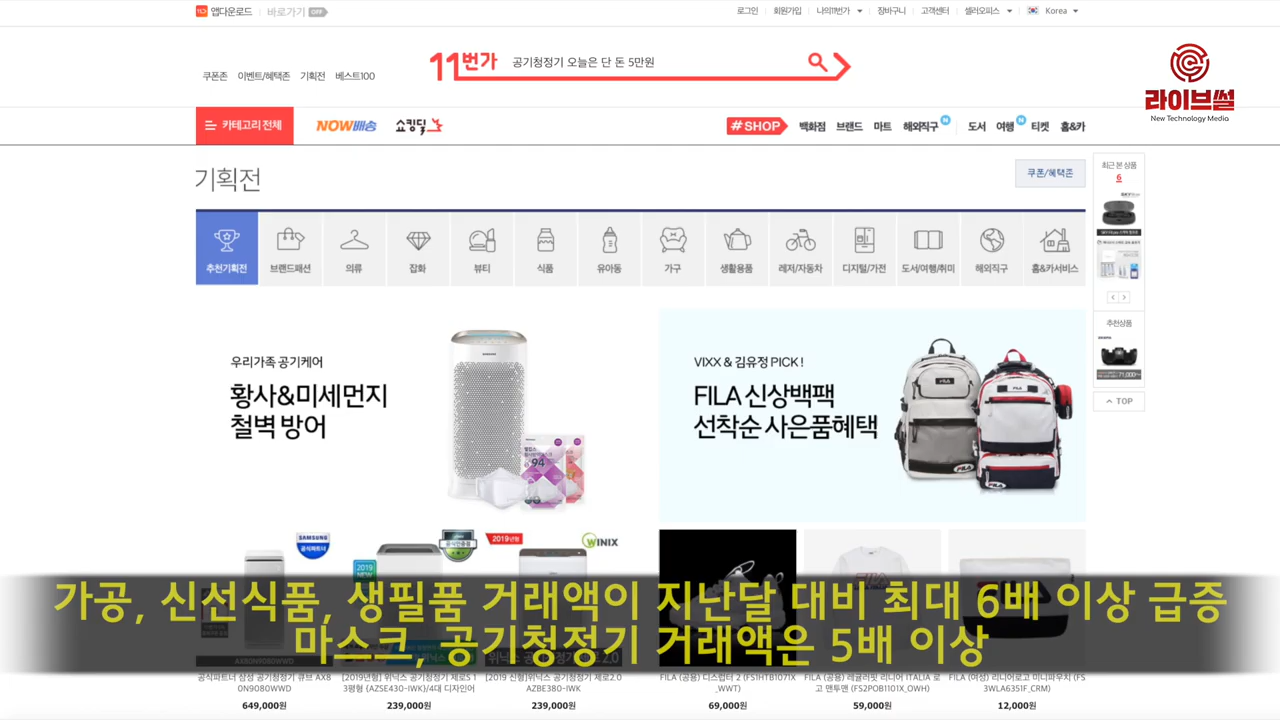 앱다운로드 바로가기 OFF
로그인 회원가입 나의11번가 장바구니 고객센터 셀러오피스 Korea
쿠폰존 이벤트/혜택존 기획전 베스트100
11번가 공기청정기 오늘은 단 돈 5만원
라이브썰
New Technology Media
카테고리 전체 NOW배송 쇼킹딜 #SHOP 백화점 브랜드 마트 해외직구 N 도서 여행 N 티켓 홈&카
기획전
쿠폰/혜택존
최근 본 상품
6
추천기획전 브랜드패션 의류 잡화 뷰티 식품 유아동 가구 생활용품 레저/자동차 디지털/가전 도서/여행/취미 해외직구 홈&카서비스
추천상품
TOP
우리가족 공기케어
황사&미세먼지
철벽 방어
94
VIXX & 김유정 PICK !
FILA 신상백팩
선착순 사은품혜택
SAMSUNG
공식파트너
2019년형
WINIX
2019
NEW
가공, 신선식품, 생필품 거래액이 지난달 대비 최대 6배 이상 급증
마스크, 공기청정기 거래액은 5배 이상
공식파트너 삼성 공기청정기 큐브 AX8
0N9080WWD
649,000원
[2019년형] 위닉스 공기청정기 제로S 1
3평형 (AZSE430-IWK)/4대 디자인어
239,000원
[2019 신형]위닉스 공기청정기 제로2.0
AZBE380-IWK
239,000원
FILA (공용) 디스럽터 2 (FS1HTB1071X
_WWT)
69,000원
FILA (공용) 레귤러핏 리니어 ITALIA 로
고 맨투맨 (FS2POB1101X_OWH)
59,000원
FILA (여성) 리니어로고 미니파우치 (FS
3WLA6351F_CRM)
12,000원